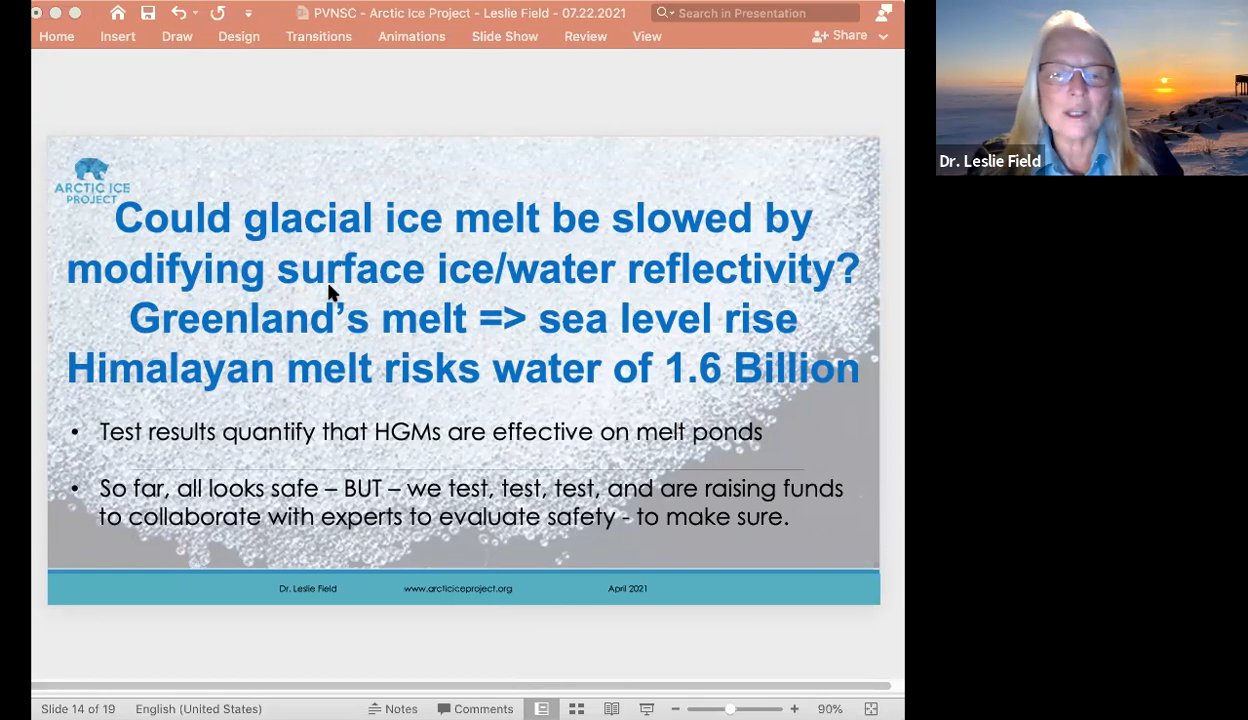 PVNSC - Arctic Ice Project - Leslie Field - 07.22.2021
Search in Presentation
Home Insert Draw Design Transitions Animations Slide Show Review View Share
Dr. Leslie Field
ARCTIC ICE
PROJECT
Could glacial ice melt be slowed by
modifying surface ice/water reflectivity?
Greenland’s melt => sea level rise
Himalayan melt risks water of 1.6 Billion
• Test results quantify that HGMs are effective on melt ponds
• So far, all looks safe – BUT – we test, test, test, and are raising funds
to collaborate with experts to evaluate safety - to make sure.
Dr. Leslie Field www.arcticiceproject.org April 2021
Slide 14 of 19 English (United States) Notes Comments 90%